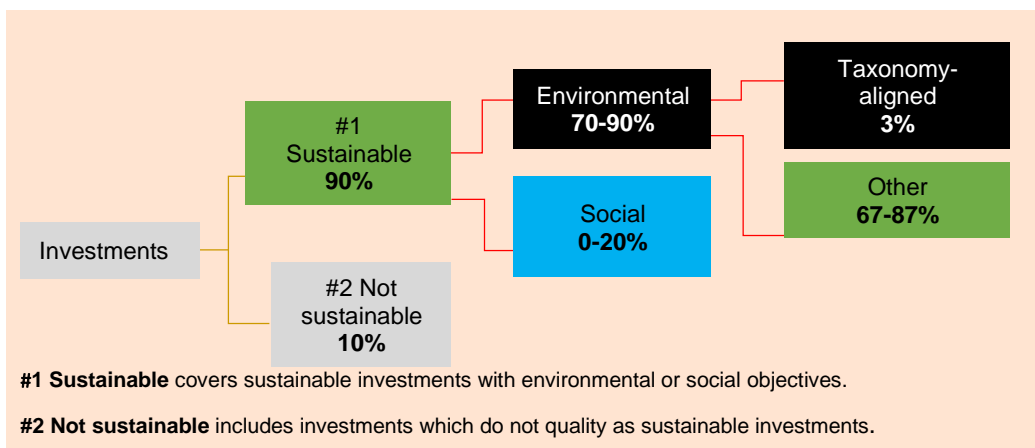 Investments
#1
Sustainable
90%
#2 Not
sustainable
10%
Environmental
70-90%
Social
0-20%
Taxonomy-
aligned
3%
Other
67-87%
#1 Sustainable covers sustainable investments with environmental or social objectives.
#2 Not sustainable includes investments which do not quality as sustainable investments.